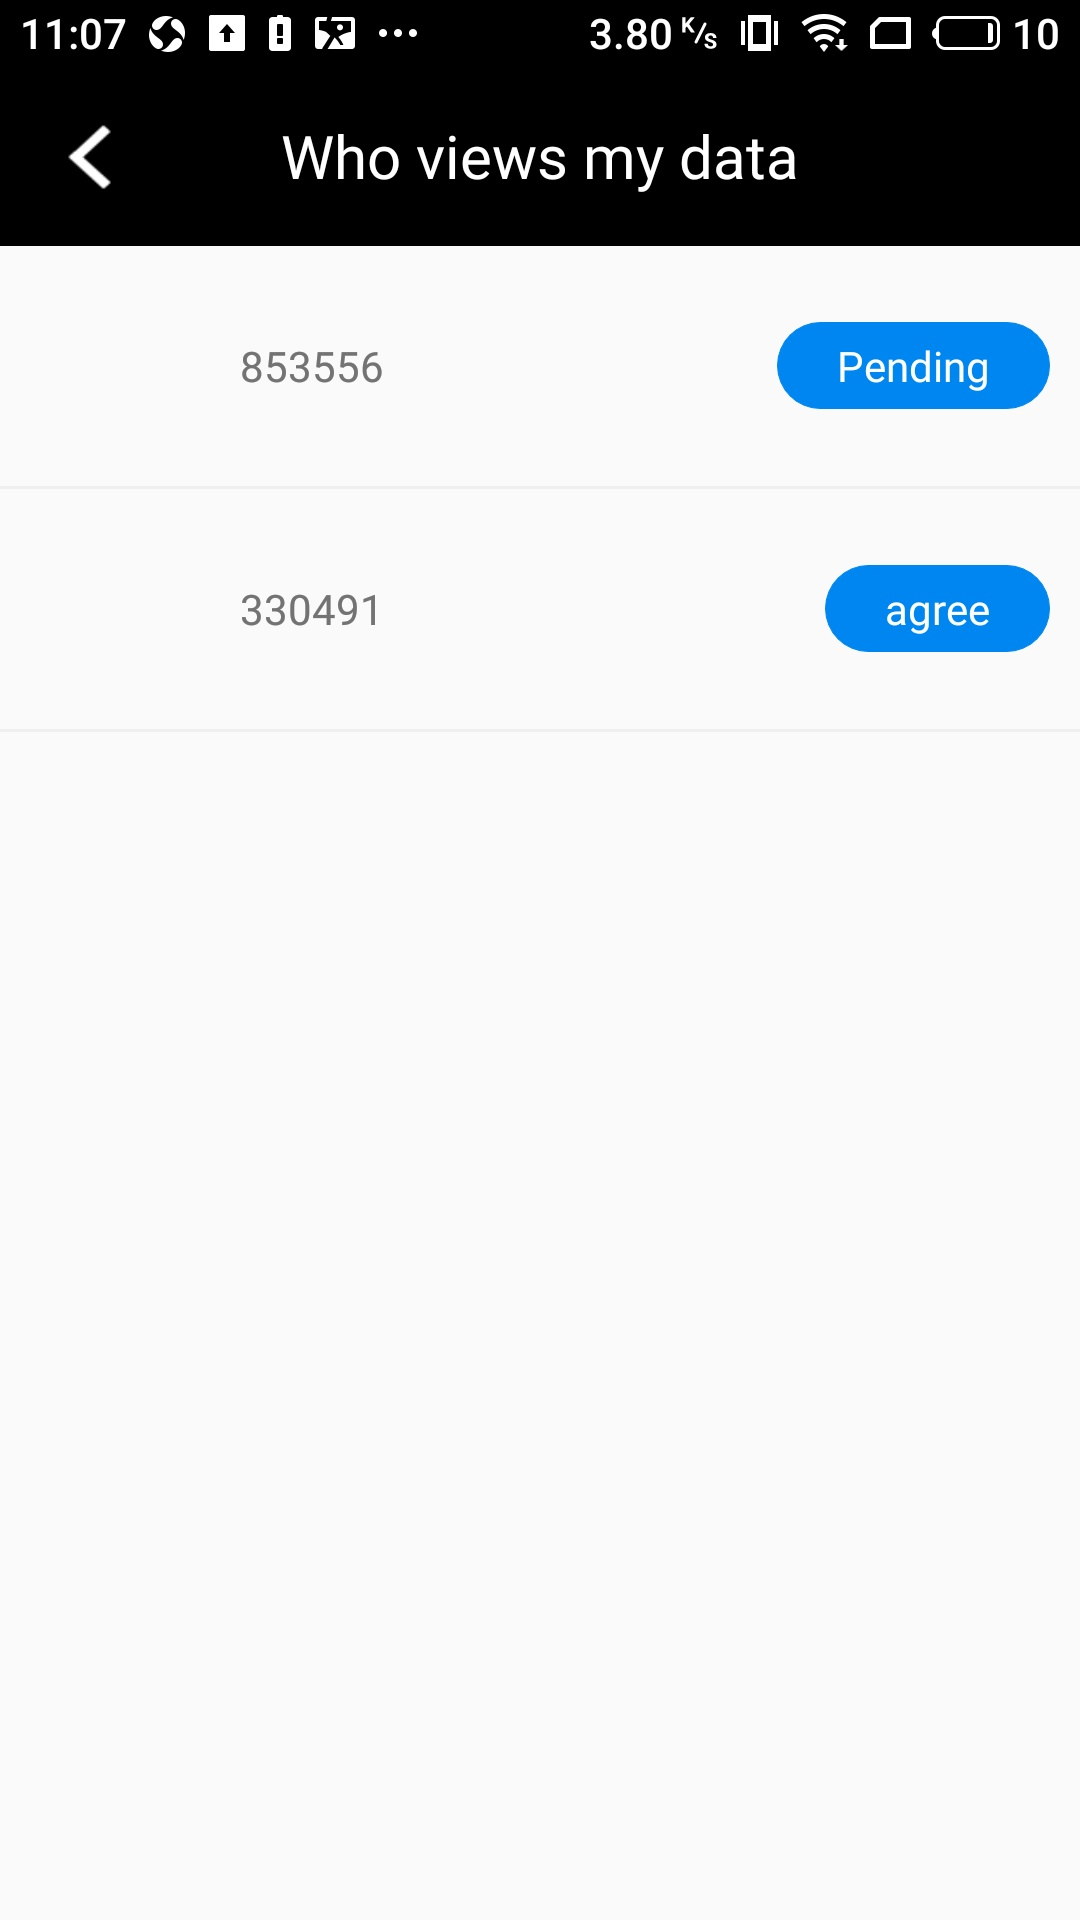 11:07 3.80 K/s 10
Who views my data
853556 Pending
330491 agree